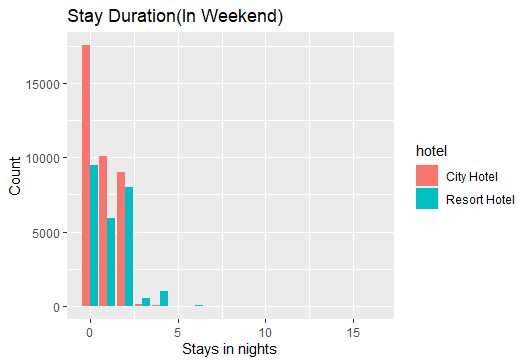 Stay Duration(In Weekend)
15000
10000
5000
0
Count
0 5 10 15
Stays in nights
hotel
City Hotel
Resort Hotel